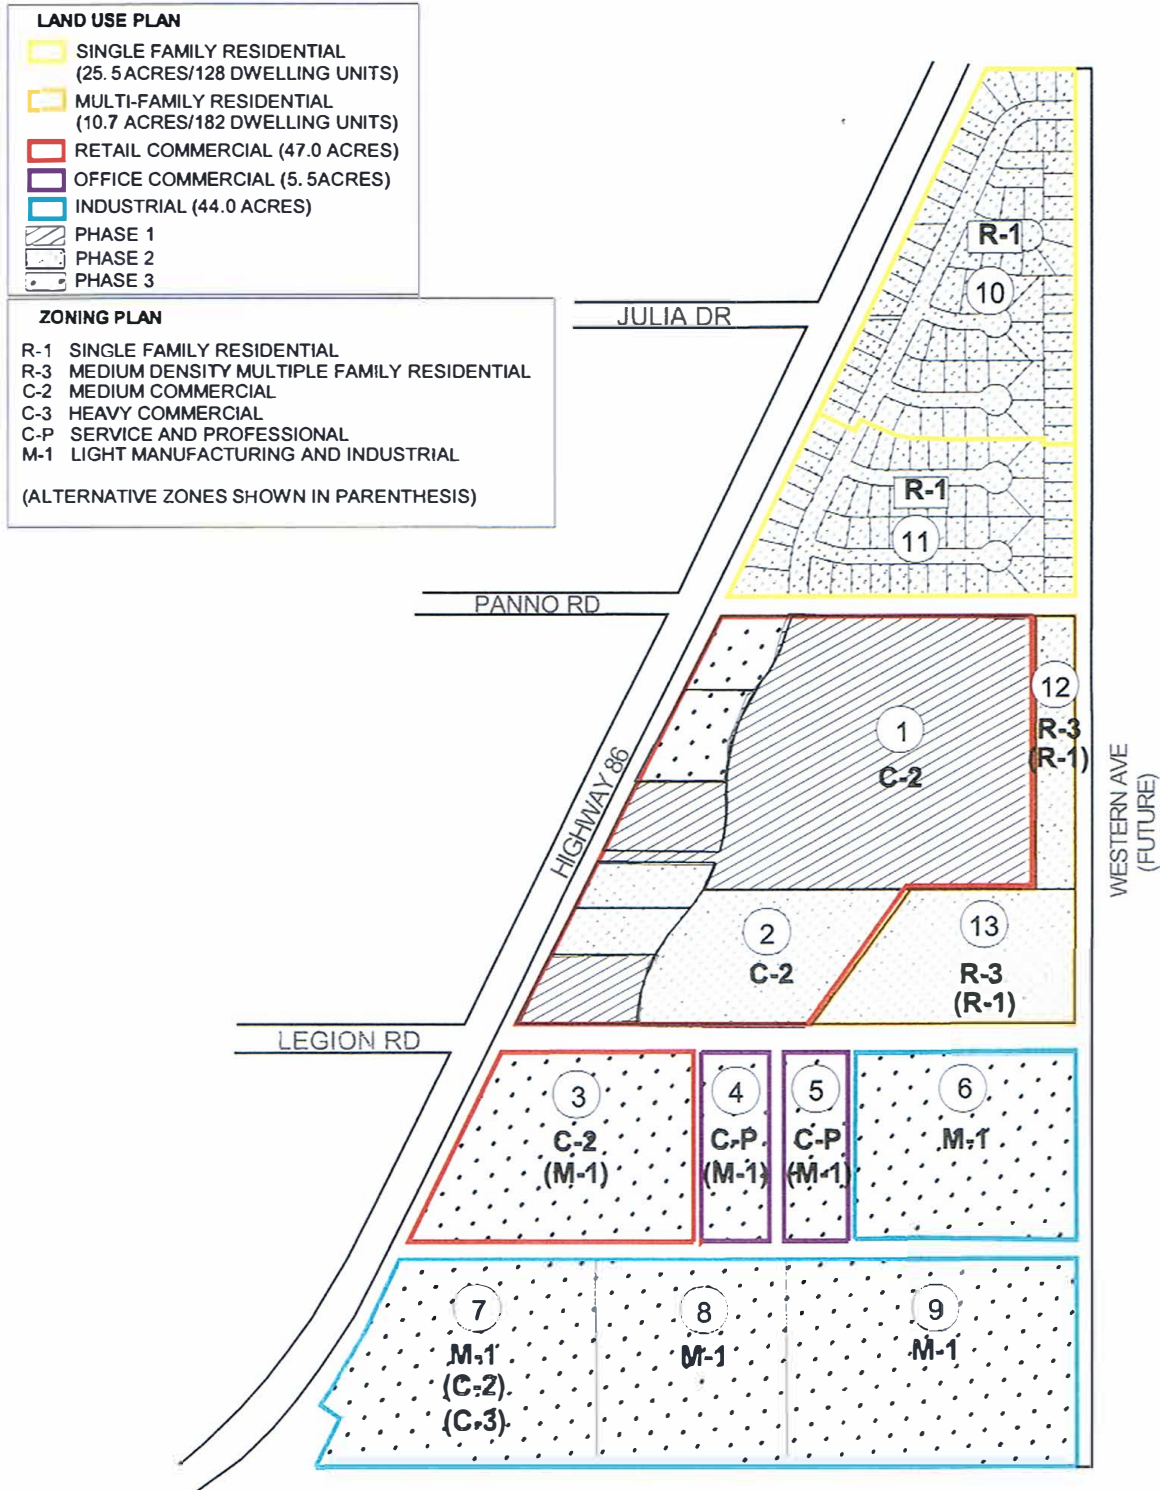 LAND USE PLAN
SINGLE FAMILY RESIDENTIAL
(25.5 ACRES/128 DWELLING UNITS)
MULTI-FAMILY RESIDENTIAL
(10.7 ACRES/182 DWELLING UNITS)
RETAIL COMMERCIAL (47.0 ACRES)
OFFICE COMMERCIAL (5.5 ACRES)
INDUSTRIAL (44.0 ACRES)
PHASE 1
PHASE 2
PHASE 3
ZONING PLAN
R-1 SINGLE FAMILY RESIDENTIAL
R-3 MEDIUM DENSITY MULTIPLE FAMILY RESIDENTIAL
C-2 MEDIUM COMMERCIAL
C-3 HEAVY COMMERCIAL
C-P SERVICE AND PROFESSIONAL
M-1 LIGHT MANUFACTURING AND INDUSTRIAL
(ALTERNATIVE ZONES SHOWN IN PARENTHESIS)
R-1
10
JULIA DR
R-1
11
PANNO RD
12
R-3
(R-1)
1
C-2
HIGHWAY 86
WESTERN AVE
(FUTURE)
2
C-2
13
R-3
(R-1)
LEGION RD
3
C-2
(M-1)
4
C-P
(M-1)
5
C-P
(M-1)
6
M-1
7
M-1
(C-2)
(C-3)
8
M-1
9
M-1